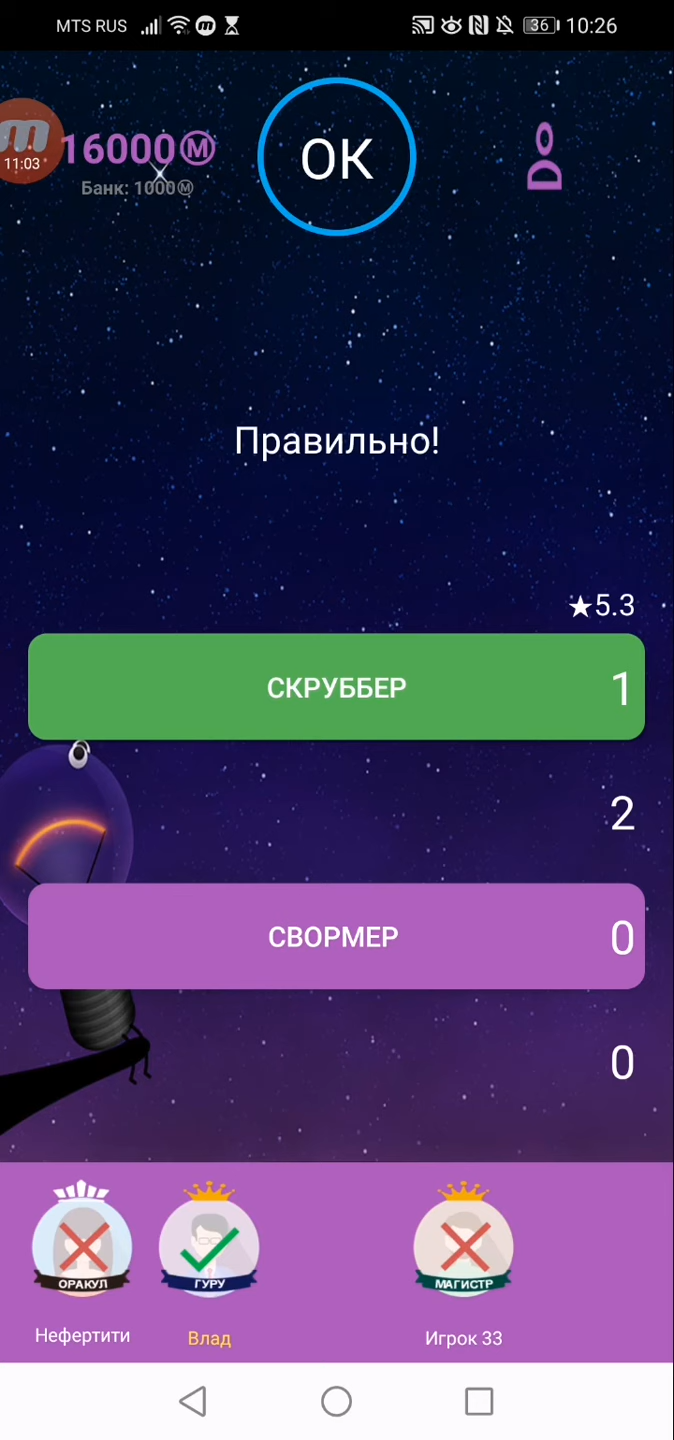 MTS RUS
36
10:26
m
11:03
16000Ⓜ
Банк: 1000Ⓜ
ОК
Правильно!
★5.3
СКРУББЕР 1
2
СВОРМЕР 0
0
ОРАКУЛ
ГУРУ
МАГИСТР
Нефертити
Влад
Игрок 33